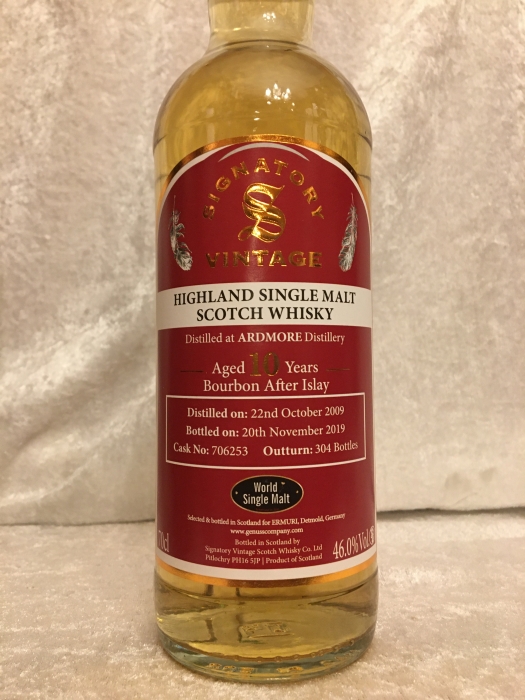 SIGNATORY
S
VINTAGE
HIGHLAND SINGLE MALT
SCOTCH WHISKY
Distilled at ARDMORE Distillery
Aged 10 Years
Bourbon After Islay
Distilled on: 22nd October 2009
Bottled on: 20th November 2019
Cask No: 706253 Outturn: 304 Bottles
World™
Single Malt
Selected & bottled in Scotland for ERMURI, Detmold, Germany
www.genusscompany.com
Bottled in Scotland by
Signatory Vintage Scotch Whisky Co. Ltd
Pitlochry PH16 5JP | Product of Scotland
70cl
46.0%Vol